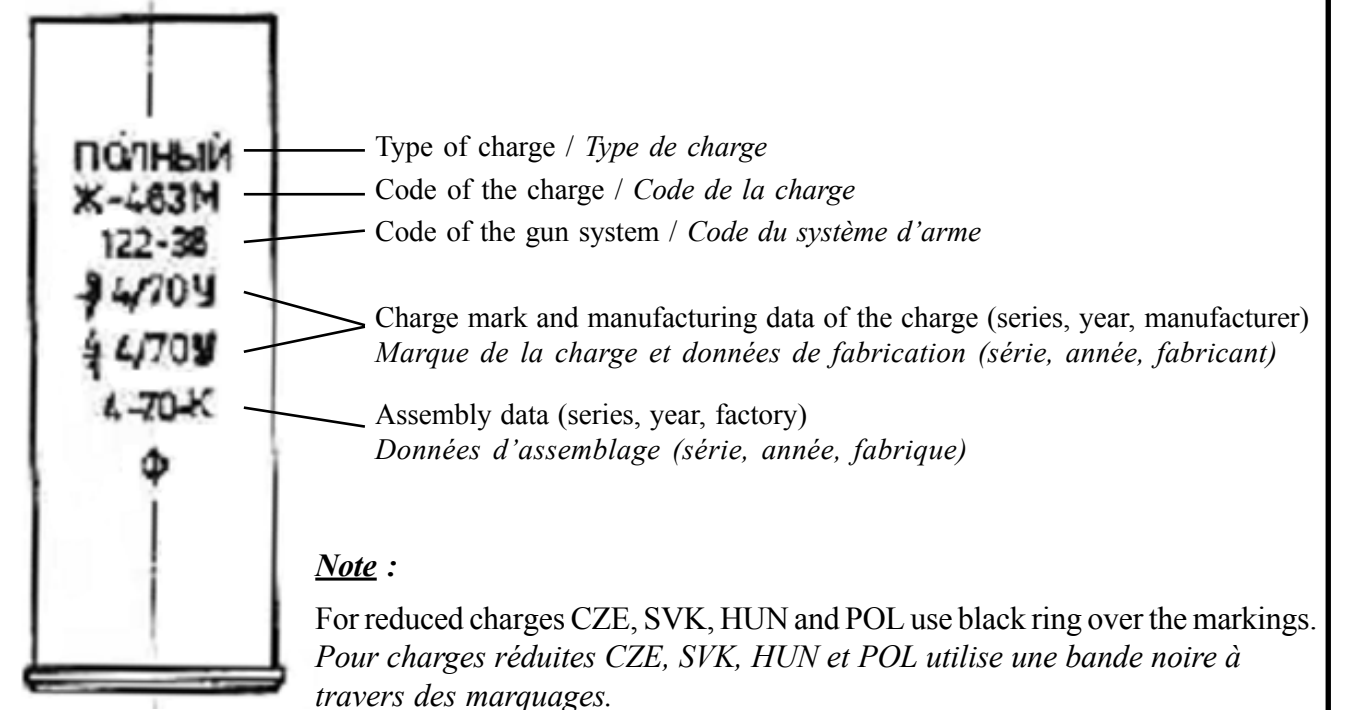 ПОЛНЫЙ
Ж-463М
122-38
4/70У
4/70У
4-70-К
Ф
Type of charge / Type de charge
Code of the charge / Code de la charge
Code of the gun system / Code du système d'arme
Charge mark and manufacturing data of the charge (series, year, manufacturer)
Marque de la charge et données de fabrication (série, année, fabricant)
Assembly data (series, year, factory)
Données d'assemblage (série, année, fabrique)
Note :
For reduced charges CZE, SVK, HUN and POL use black ring over the markings.
Pour charges réduites CZE, SVK, HUN et POL utilise une bande noire à
travers des marquages.